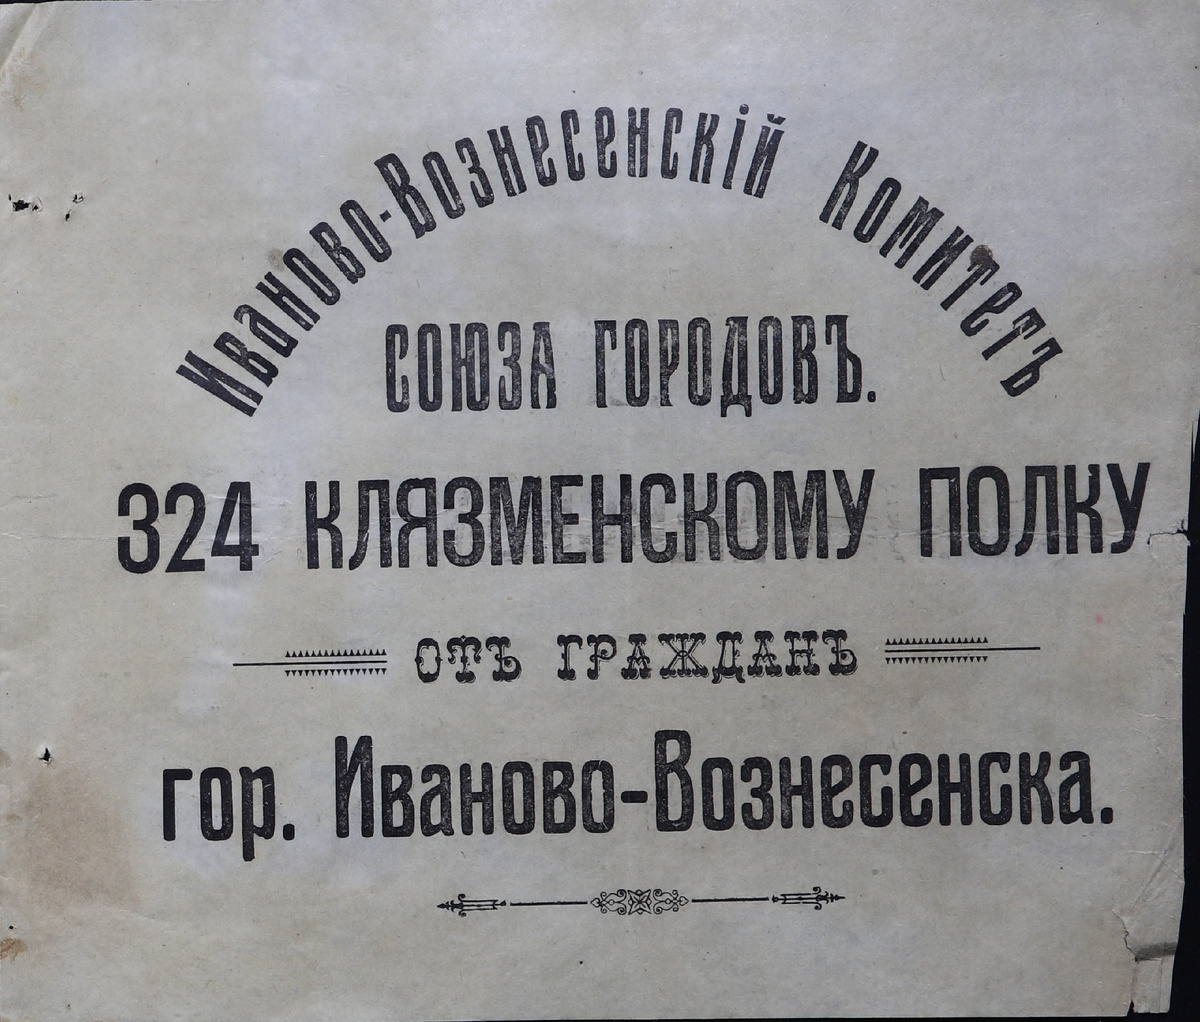 Иваново-Вознесенскій Комитетъ
СОЮЗА ГОРОДОВЪ.
324 КЛЯЗМЕНСКОМУ ПОЛКУ
ОТЪ ГРАЖДАНЪ
гор. Иваново-Вознесенска.